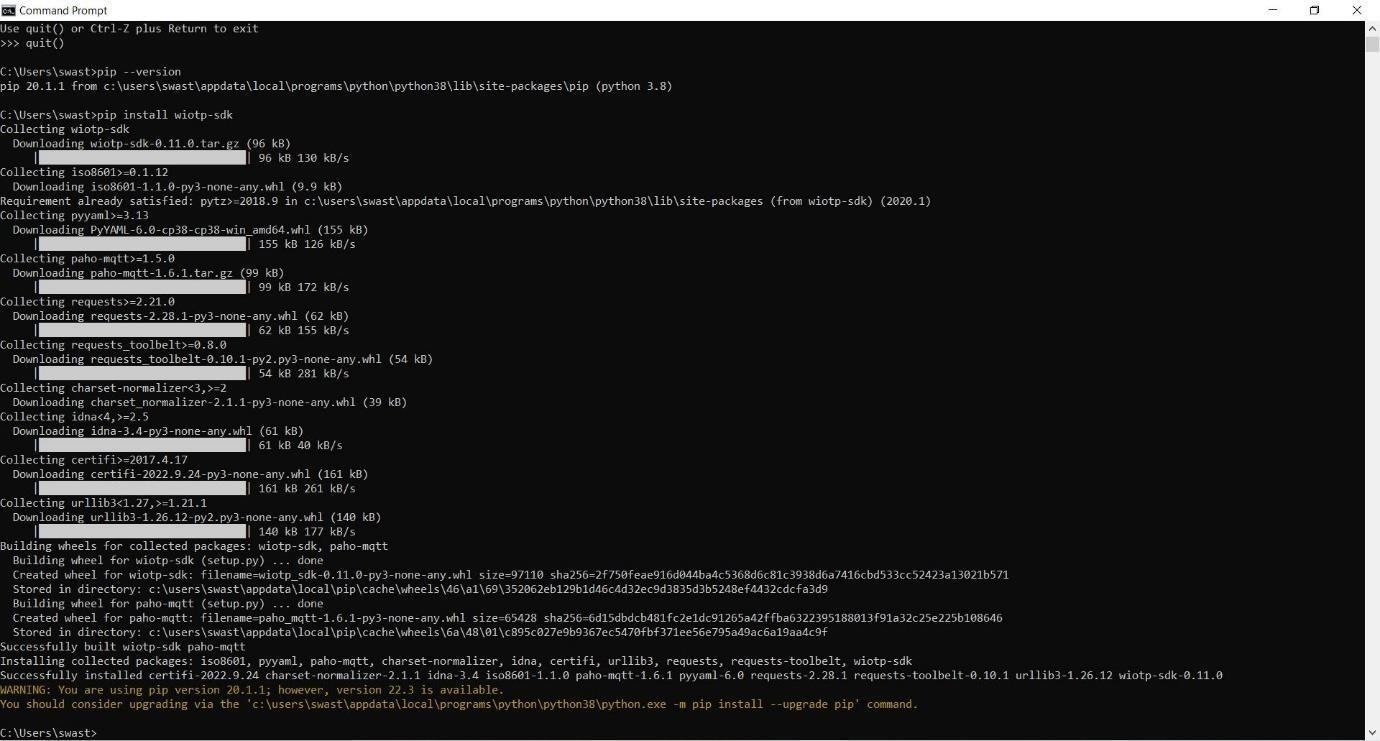 Command Prompt
Use quit() or Ctrl-Z plus Return to exit
>>> quit()
C:\Users\swast>pip --version
pip 20.1.1 from c:\users\swast\appdata\local\programs\python\python38\lib\site-packages\pip (python 3.8)
C:\Users\swast>pip install wiotp-sdk
Collecting wiotp-sdk
Downloading wiotp-sdk-0.11.0.tar.gz (96 kB)
| | 96 kB 130 kB/s
Collecting iso8601>=0.1.12
Downloading iso8601-1.1.0-py3-none-any.whl (9.9 kB)
Requirement already satisfied: pytz>=2018.9 in c:\users\swast\appdata\local\programs\python\python38\lib\site-packages (from wiotp-sdk) (2020.1)
Collecting pyyaml>=3.13
Downloading PyYAML-6.0-cp38-cp38-win_amd64.whl (155 kB)
| | 155 kB 126 kB/s
Collecting paho-mqtt>=1.5.0
Downloading paho-mqtt-1.6.1.tar.gz (99 kB)
| | 99 kB 172 kB/s
Collecting requests>=2.21.0
Downloading requests-2.28.1-py3-none-any.whl (62 kB)
| | 62 kB 155 kB/s
Collecting requests_toolbelt>=0.8.0
Downloading requests_toolbelt-0.10.1-py2.py3-none-any.whl (54 kB)
| | 54 kB 281 kB/s
Collecting charset-normalizer<3,>=2
Downloading charset_normalizer-2.1.1-py3-none-any.whl (39 kB)
Collecting idna<4,>=2.5
Downloading idna-3.4-py3-none-any.whl (61 kB)
| | 61 kB 40 kB/s
Collecting certifi>=2017.4.17
Downloading certifi-2022.9.24-py3-none-any.whl (161 kB)
| | 161 kB 261 kB/s
Collecting urllib3<1.27,>=1.21.1
Downloading urllib3-1.26.12-py2.py3-none-any.whl (140 kB)
| | 140 kB 177 kB/s
Building wheels for collected packages: wiotp-sdk, paho-mqtt
Building wheel for wiotp-sdk (setup.py) ... done
Created wheel for wiotp-sdk: filename=wiotp_sdk-0.11.0-py3-none-any.whl size=97110 sha256=2f750feae916d044ba4c5368d6c81c3938d6a7416cbd533cc52423a13021b571
Stored in directory: c:\users\swast\appdata\local\pip\cache\wheels\46\a1\69\352062eb129b1d46c4d32ec9d3835d3b5248ef4432cdcfa3d9
Building wheel for paho-mqtt (setup.py) ... done
Created wheel for paho-mqtt: filename=paho_mqtt-1.6.1-py3-none-any.whl size=65428 sha256=6d15dbdcb481fc2e1dc91265a42ffba6322395188013f91a32c25e225b108646
Stored in directory: c:\users\swast\appdata\local\pip\cache\wheels\6a\48\01\c895c027e9b9367ec5470fbf371ee56e795a49ac6a19aa4c9f
Successfully built wiotp-sdk paho-mqtt
Installing collected packages: iso8601, pyyaml, paho-mqtt, charset-normalizer, idna, certifi, urllib3, requests, requests-toolbelt, wiotp-sdk
Successfully installed certifi-2022.9.24 charset-normalizer-2.1.1 idna-3.4 iso8601-1.1.0 paho-mqtt-1.6.1 pyyaml-6.0 requests-2.28.1 requests-toolbelt-0.10.1 urllib3-1.26.12 wiotp-sdk-0.11.0
WARNING: You are using pip version 20.1.1; however, version 22.3 is available.
You should consider upgrading via the 'c:\users\swast\appdata\local\programs\python\python38\python.exe -m pip install --upgrade pip' command.
C:\Users\swast>